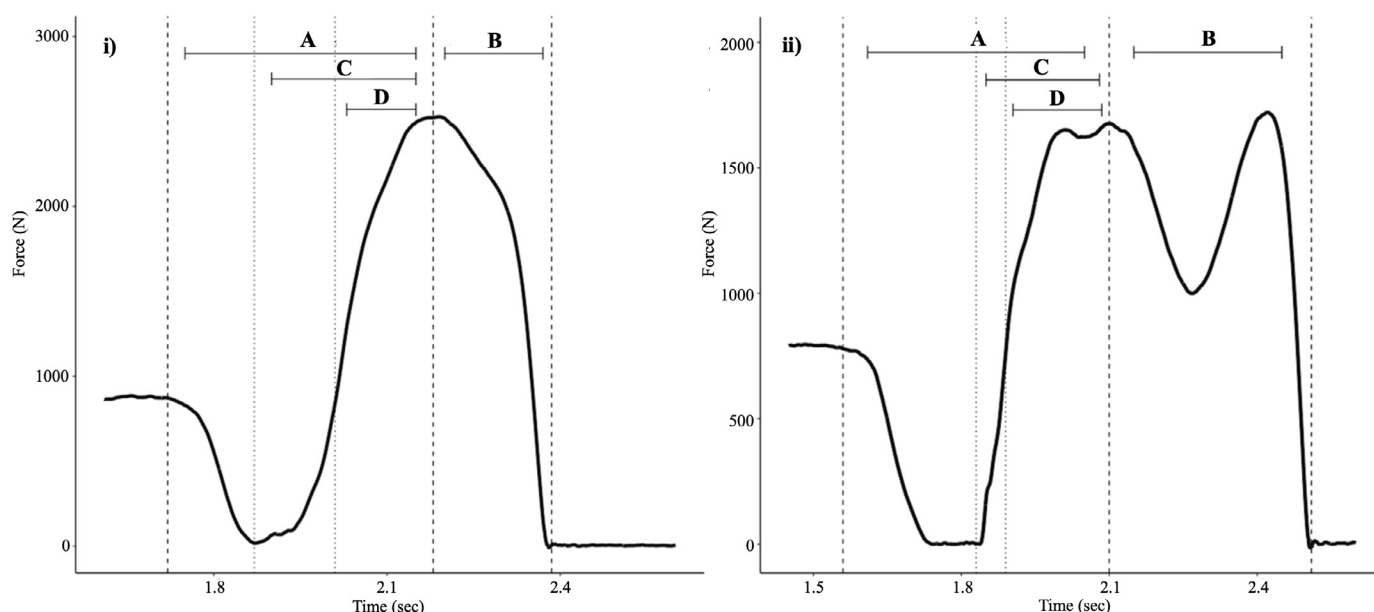 i)
A
B
C
D
3000
2000
1000
0
Force (N)
1.8
2.1
2.4
Time (sec)
ii)
A
B
C
D
2000
1500
1000
500
0
Force (N)
1.5
1.8
2.1
2.4
Time (sec)